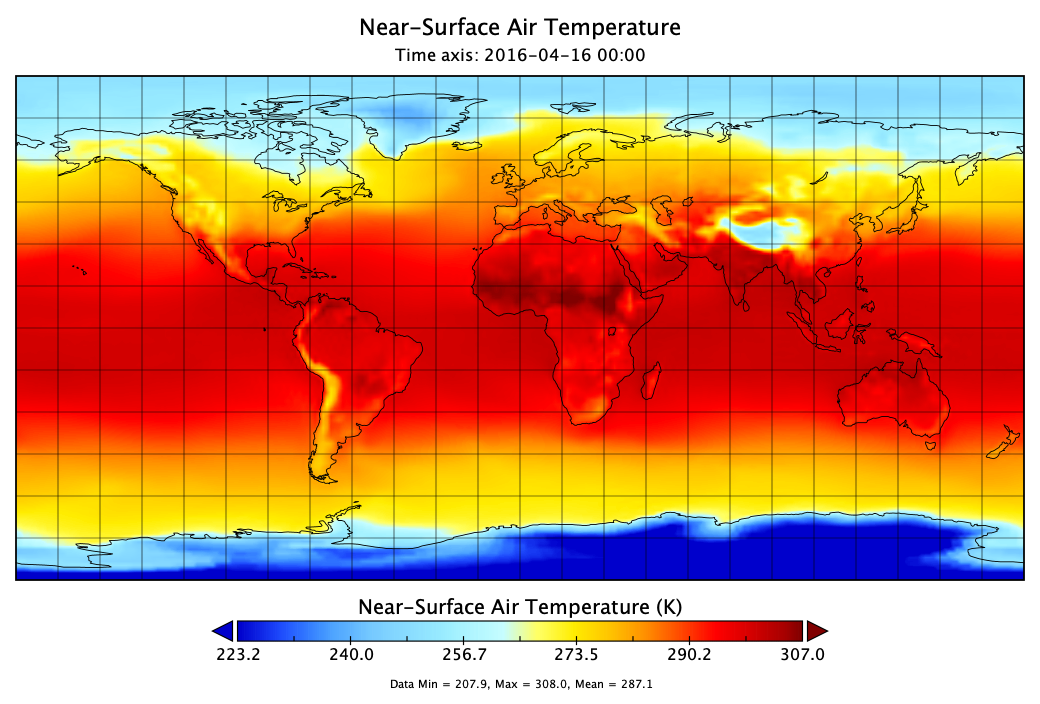 Near-Surface Air Temperature
Time axis: 2016-04-16 00:00
Near-Surface Air Temperature (K)
223.2 240.0 256.7 273.5 290.2 307.0
Data Min = 207.9, Max = 308.0, Mean = 287.1